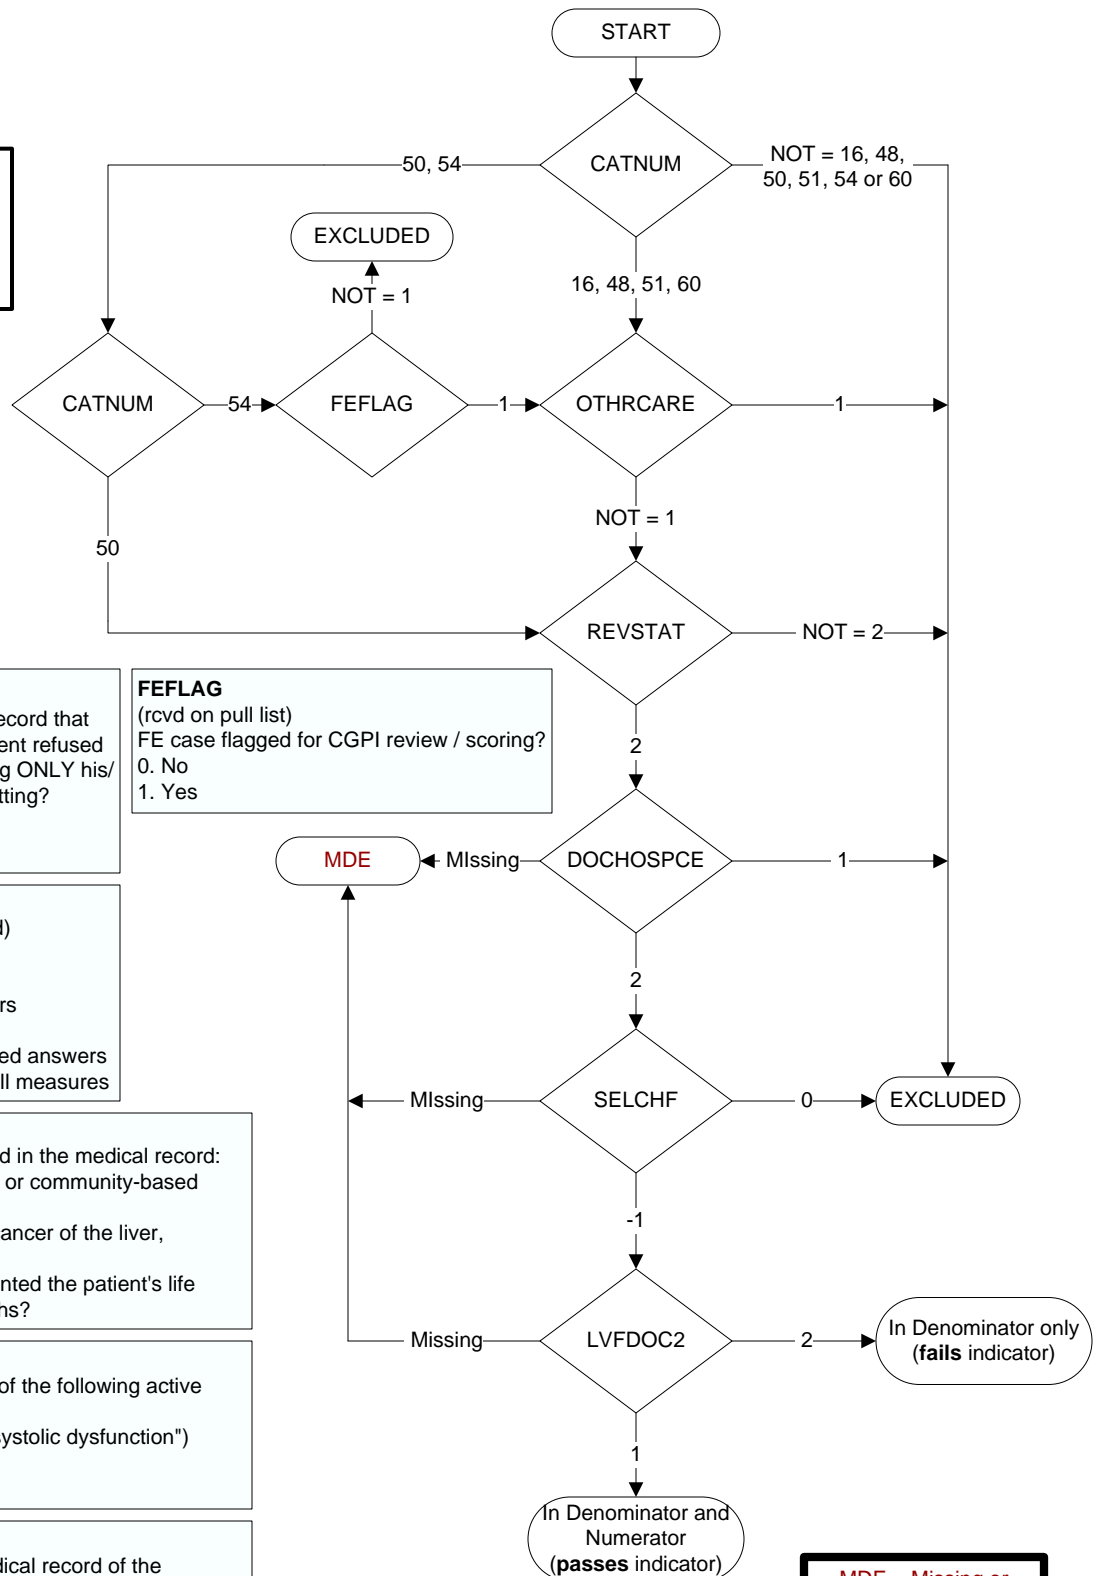 START
CATNUM
50, 54
NOT = 16, 48,
50, 51, 54 or 60
EXCLUDED
NOT = 1
16, 48, 51, 60
CATNUM
54
FEFLAG
1
OTHRCARE
1
NOT = 1
50
REVSTAT
NOT = 2
2
ecord that
ent refused
g ONLY his/
tting?
FEFLAG
(rcvd on pull list)
FE case flagged for CGPI review / scoring?
0. No
1. Yes
MDE
MIssing
DOCHOSPCE
1
2
d)
rs
ed answers
ll measures
MIssing
SELCHF
0
EXCLUDED
-1
d in the medical record:
or community-based
ancer of the liver,
nted the patient's life
hs?
Missing
LVFDOC2
2
In Denominator only
(fails indicator)
1
of the following active
systolic dysfunction")
In Denominator and
Numerator
(passes indicator)
dical record of the
MDE = Missing or